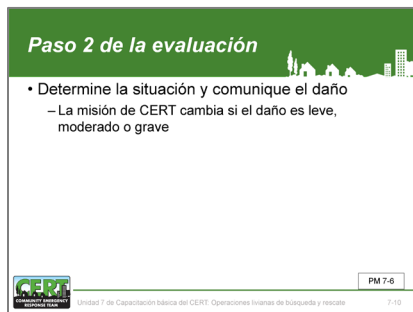 Paso 2 de la evaluación
• Determine la situación y comunique el daño
– La misión de CERT cambia si el daño es leve,
moderado o grave
PM 7-6
CERT
COMMUNITY EMERGENCY
RESPONSE TEAM
Unidad 7 de Capacitación básica del CERT: Operaciones livianas de búsqueda y rescate
7-10